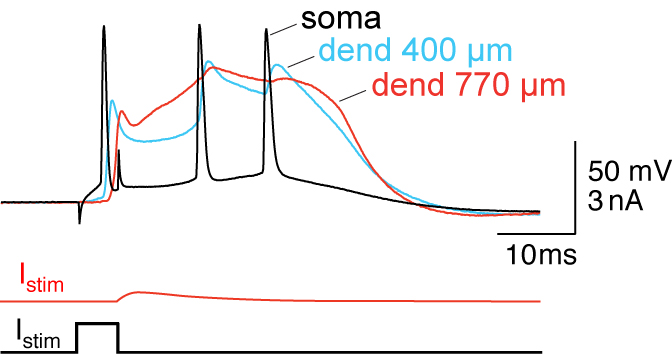 soma
dend 400 µm
dend 770 µm
50 mV
3 nA
10ms
Istim
Istim